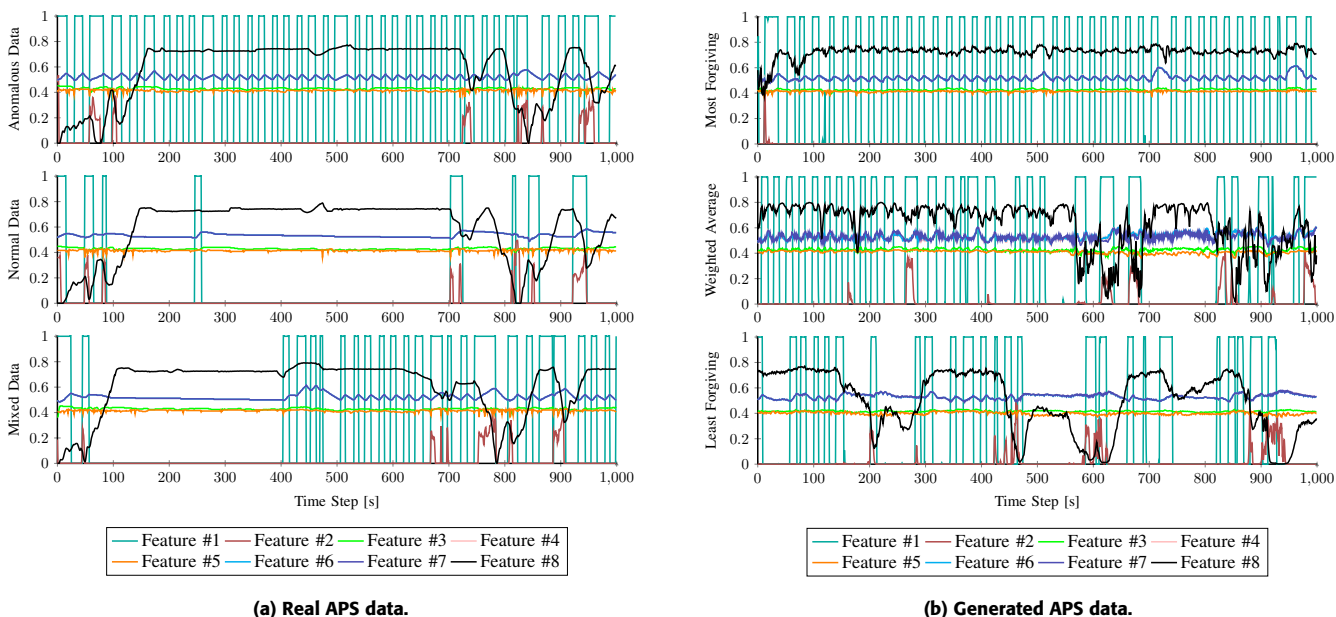 Anomalous Data
1
0.8
0.6
0.4
0.2
0
0 100 200 300 400 500 600 700 800 900 1,000
Normal Data
1
0.8
0.6
0.4
0.2
0
0 100 200 300 400 500 600 700 800 900 1,000
Mixed Data
1
0.8
0.6
0.4
0.2
0
0 100 200 300 400 500 600 700 800 900 1,000
Time Step [s]
Feature #1 Feature #2 Feature #3 Feature #4
Feature #5 Feature #6 Feature #7 Feature #8
(a) Real APS data.
Most Forgiving
1
0.8
0.6
0.4
0.2
0
0 100 200 300 400 500 600 700 800 900 1,000
Weighted Average
1
0.8
0.6
0.4
0.2
0
0 100 200 300 400 500 600 700 800 900 1,000
Least Forgiving
1
0.8
0.6
0.4
0.2
0
0 100 200 300 400 500 600 700 800 900 1,000
Time Step [s]
Feature #1 Feature #2 Feature #3 Feature #4
Feature #5 Feature #6 Feature #7 Feature #8
(b) Generated APS data.